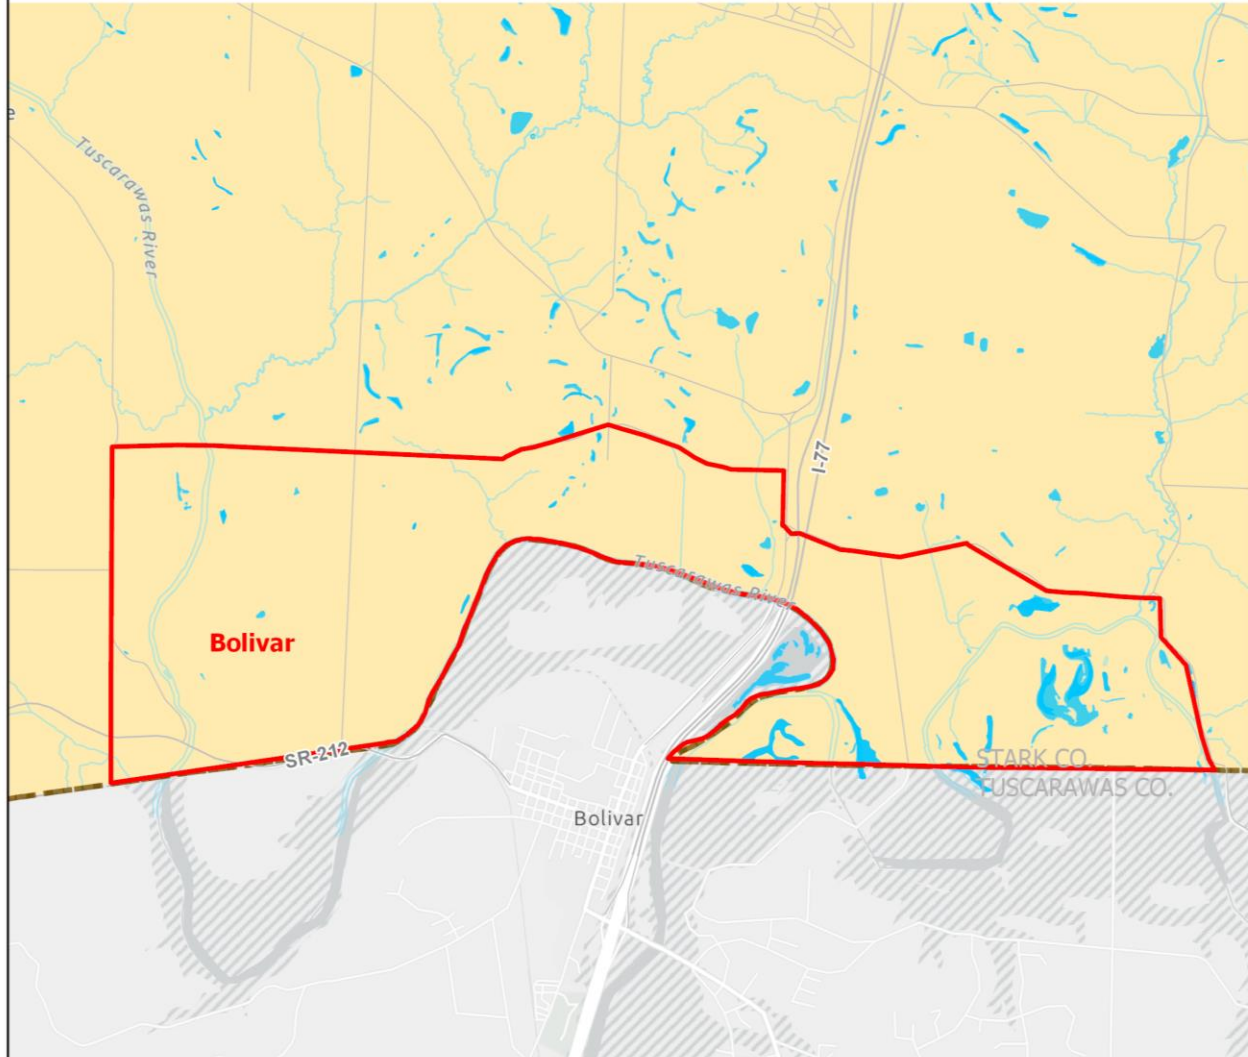 e
Tuscarawas River
I-77
Tuscarawas River
Bolivar
SR-212
STARK CO.
TUSCARAWAS CO.
Bolivar